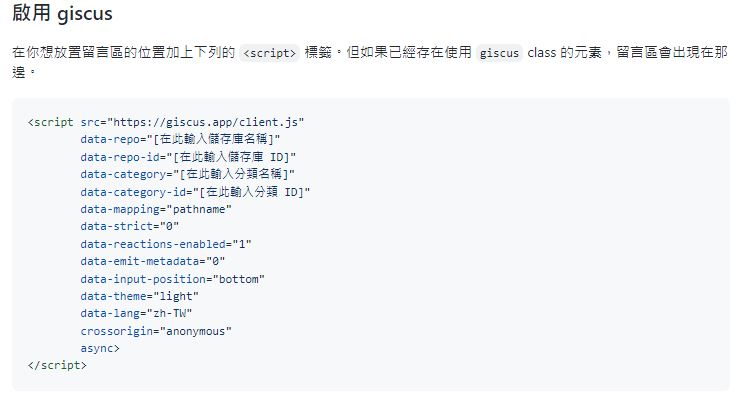 啟用 giscus
在你想放置留言區的位置加上下列的 <script> 標籤。但如果已經存在使用 giscus class 的元素，留言區會出現在那
邊。
<script src="https://giscus.app/client.js"
data-repo="[在此輸入儲存庫名稱]"
data-repo-id="[在此輸入儲存庫 ID]"
data-category="[在此輸入分類名稱]"
data-category-id="[在此輸入分類 ID]"
data-mapping="pathname"
data-strict="0"
data-reactions-enabled="1"
data-emit-metadata="0"
data-input-position="bottom"
data-theme="light"
data-lang="zh-TW"
crossorigin="anonymous"
async>
</script>